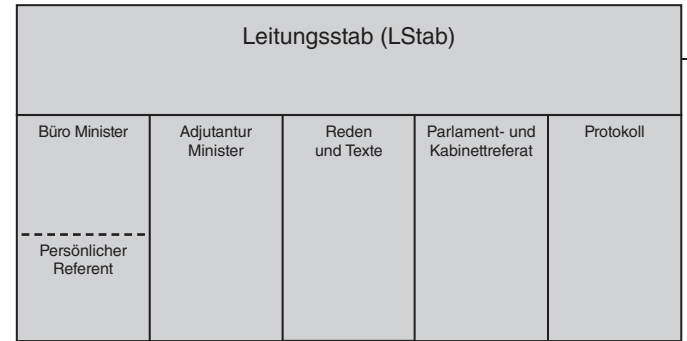 Leitungsstab (LStab)
Büro Minister
Persönlicher
Referent
Adjutantur
Minister
Reden
und Texte
Parlament- und
Kabinettreferat
Protokoll